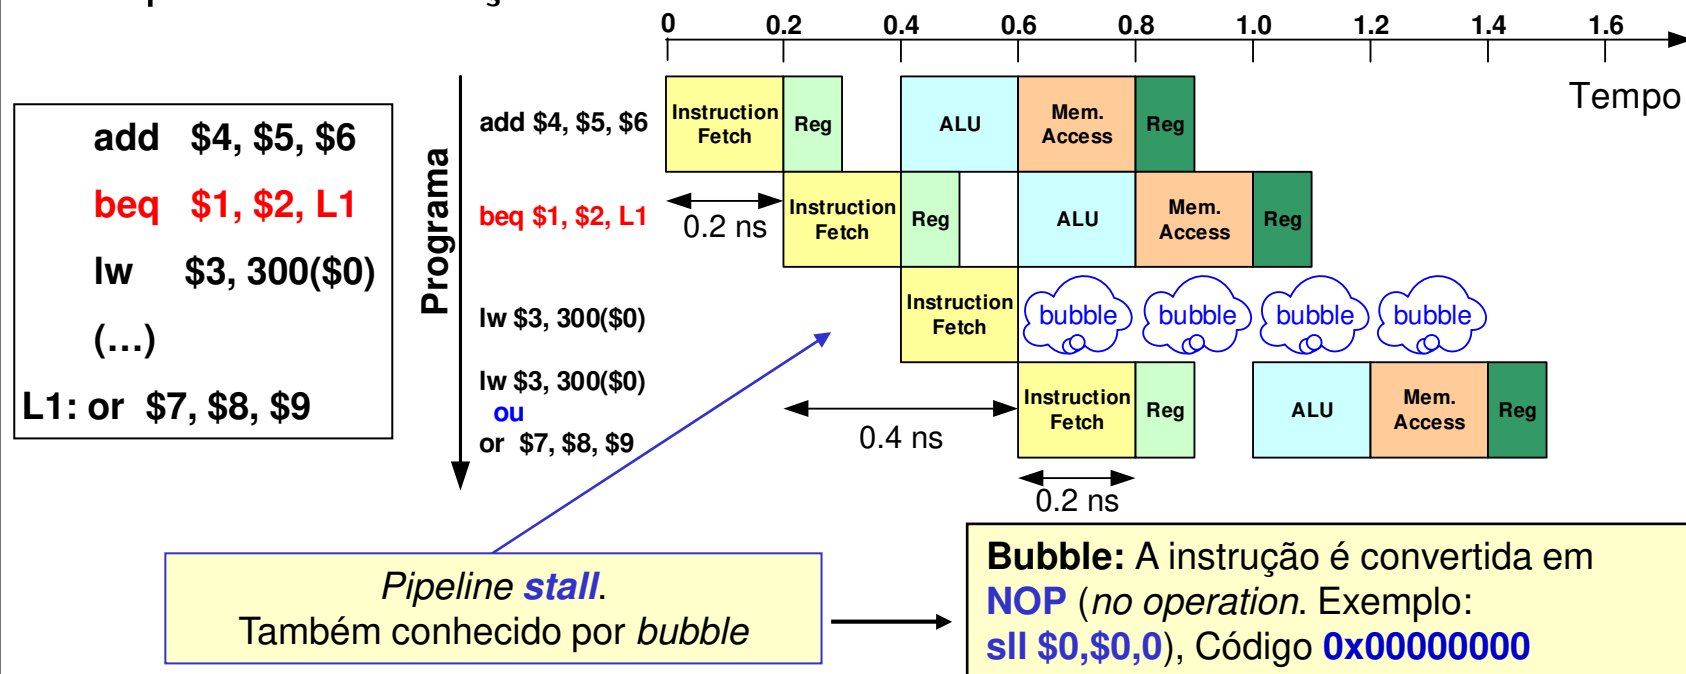 0 0.2 0.4 0.6 0.8 1.0 1.2 1.4 1.6
Tempo
add $4, $5, $6
beq $1, $2, L1
lw $3, 300($0)
(...)
L1: or $7, $8, $9
Programa
add $4, $5, $6
Instruction
Fetch
Reg
ALU
Mem.
Access
Reg
beq $1, $2, L1
0.2 ns
Instruction
Fetch
Reg
ALU
Mem.
Access
Reg
lw $3, 300($0)
Instruction
Fetch
bubble
bubble
bubble
bubble
lw $3, 300($0)
ou
or $7, $8, $9
0.4 ns
Instruction
Fetch
Reg
ALU
Mem.
Access
Reg
0.2 ns
Pipeline stall.
Também conhecido por bubble
Bubble: A instrução é convertida em
NOP (no operation. Exemplo:
sll $0,$0,0), Código 0x00000000